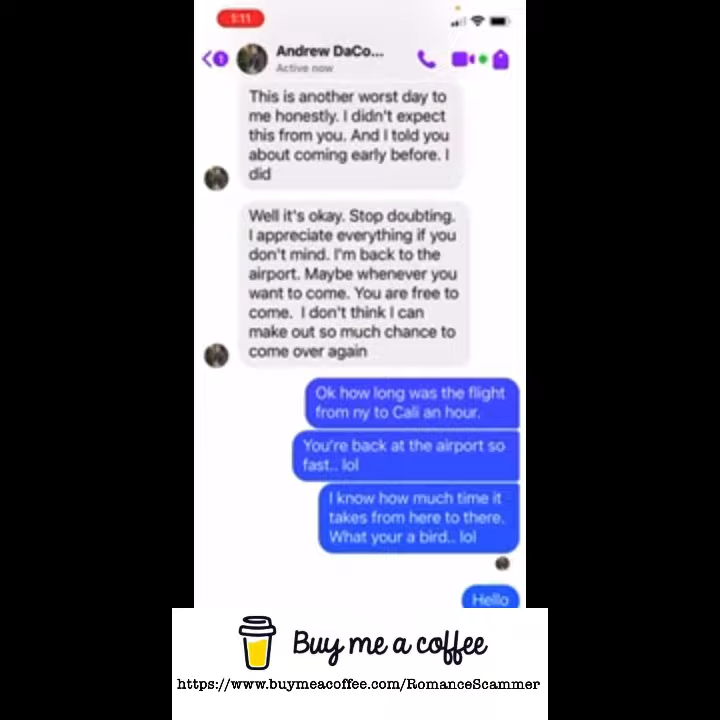 1:11
1
Andrew DaCo...
Active now
This is another worst day to
me honestly. I didn't expect
this from you. And I told you
about coming early before. I
did
Well it's okay. Stop doubting.
I appreciate everything if you
don't mind. I'm back to the
airport. Maybe whenever you
want to come. You are free to
come.  I don't think I can
make out so much chance to
come over again
Ok how long was the flight
from ny to Cali an hour.
You're back at the airport so
fast.. lol
I know how much time it
takes from here to there.
What your a bird.. lol
Hello
Buy me a coffee
https://www.buymeacoffee.com/RomanceScammer